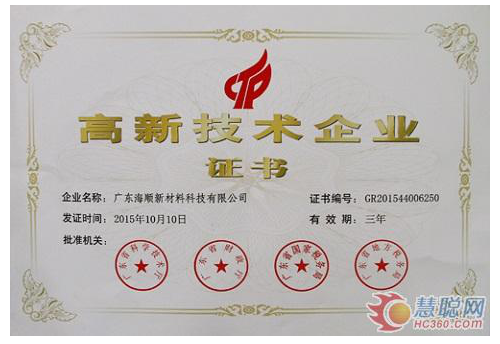 CTP
高新技术企业
证书
企业名称：广东海顺新材料科技有限公司 证书编号：GR201544006250
发证时间：2015年10月10日 有 效 期：三年
批准机关：
广东省科学技术厅
广东省财政厅
广东省国家税务局
广东省地方税务局
慧聪网
HC360.com